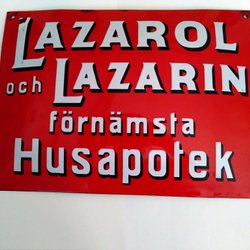 LAZAROL
och LAZARIN
förnämsta
Husapotek